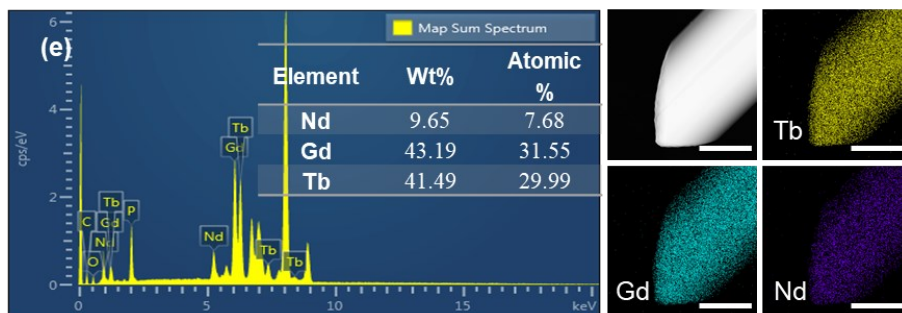 (e)
Map Sum Spectrum
cps/eV
6
4
2
0
0
5
10
15
keV
C
O
Nd
Gd
Tb
P
Nd
Gd
Tb
Tb
Tb
Element Wt% Atomic %
Nd 9.65 7.68
Gd 43.19 31.55
Tb 41.49 29.99
Tb
Gd
Nd